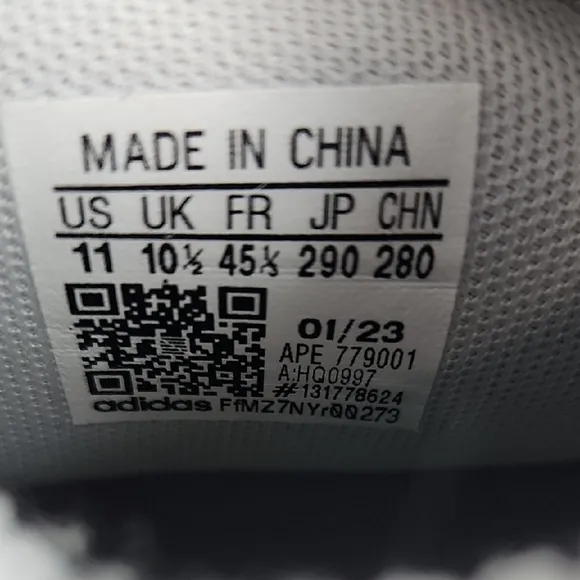 MADE IN CHINA
US UK FR JP CHN
11 10½ 45⅓ 290 280
01/23
APE 779001
A:HQ0997
#131778624
adidas FfMZ7NYr00273